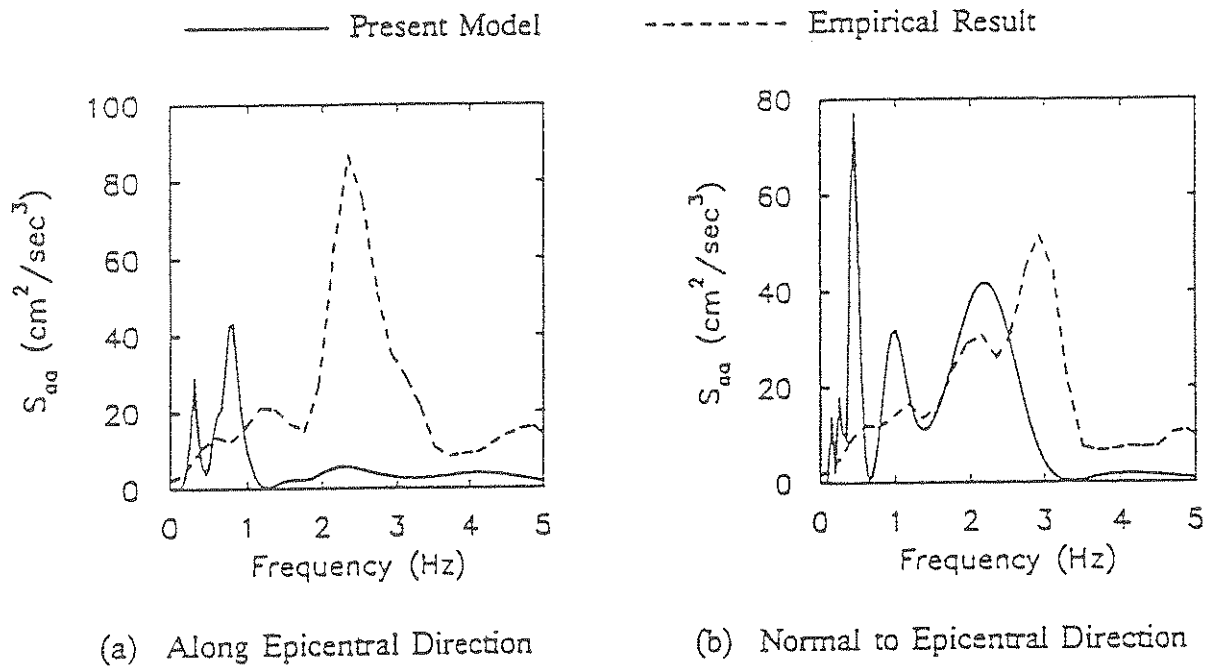 Present Model
Empirical Result
100
80
60
40
20
0
S_aa (cm²/sec³)
0 1 2 3 4 5
Frequency (Hz)
80
60
40
20
0
S_aa (cm²/sec³)
0 1 2 3 4 5
Frequency (Hz)
(a) Along Epicentral Direction
(b) Normal to Epicentral Direction